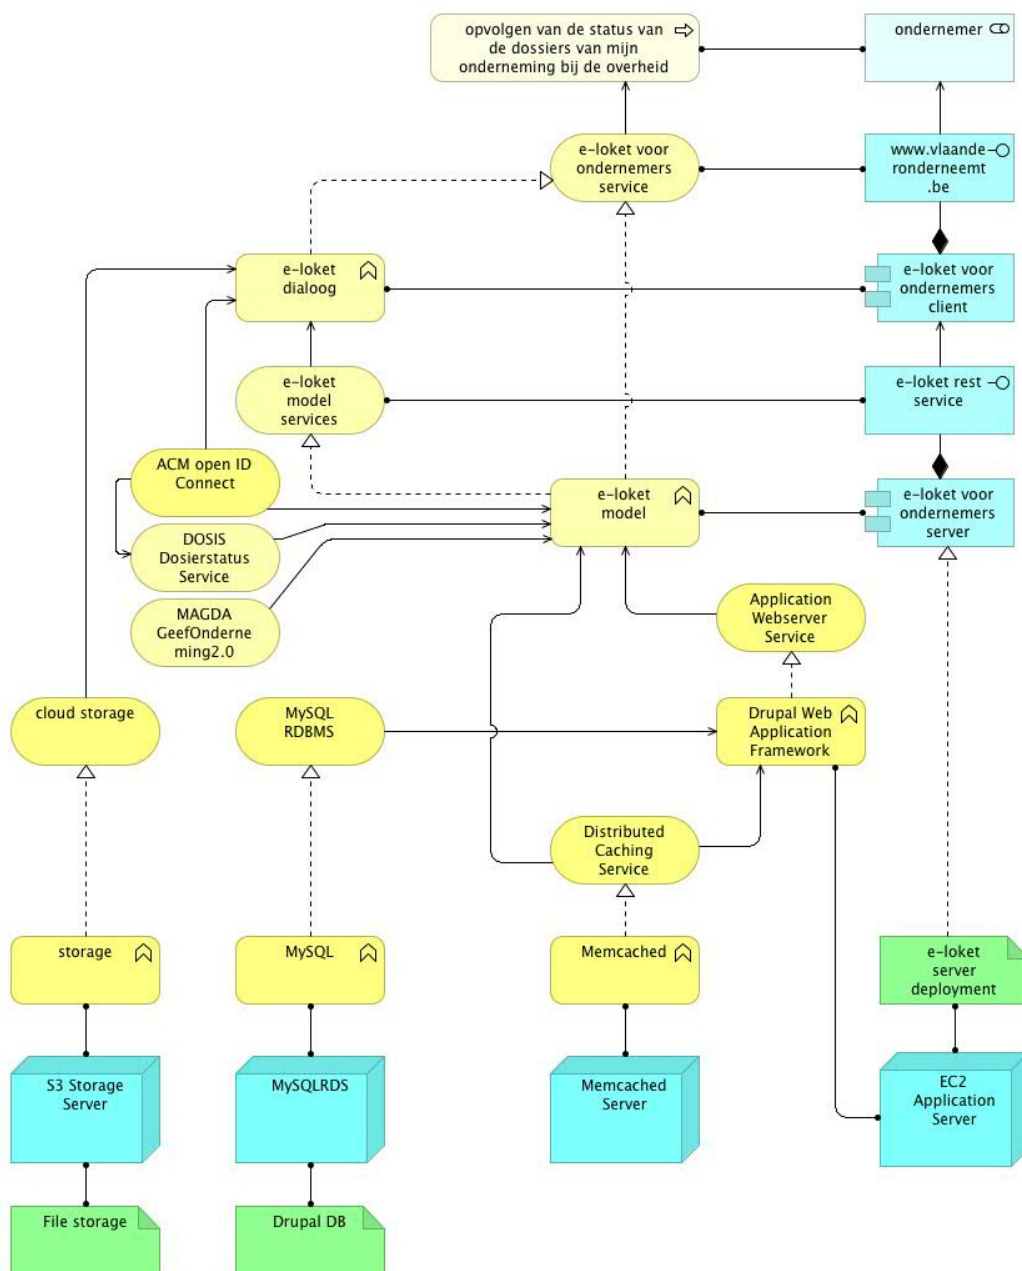 opvolgen van de status van
de dossiers van mijn
onderneming bij de overheid
ondernemer
e-loket voor
ondernemers
service
www.vlaande
ronderneemt
.be
e-loket
dialoog
e-loket voor
ondernemers
client
e-loket
model
services
e-loket rest
service
ACM open ID
Connect
e-loket
model
e-loket voor
ondernemers
server
DOSIS
Dosierstatus
Service
MAGDA
GeefOnderne
ming2.0
Application
Webserver
Service
cloud storage
MySQL
RDBMS
Drupal Web
Application
Framework
Distributed
Caching
Service
storage
MySQL
Memcached
e-loket
server
deployment
S3 Storage
Server
MySQLRDS
Memcached
Server
EC2
Application
Server
File storage
Drupal DB